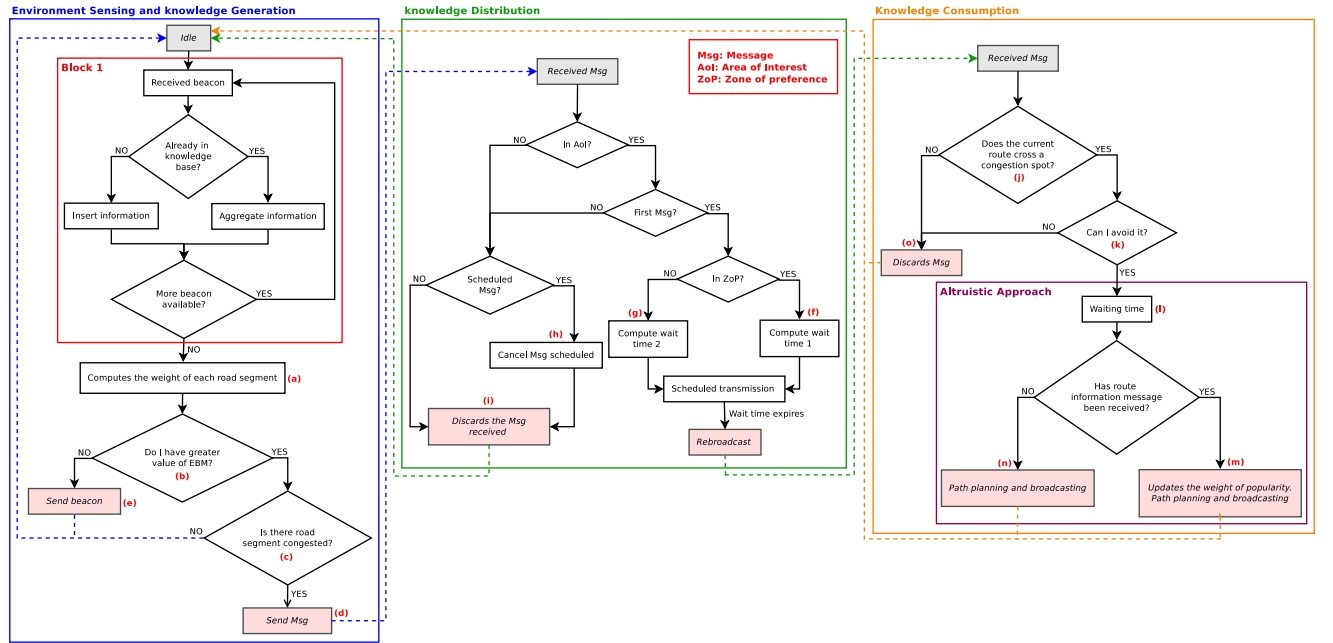 Environment Sensing and knowledge Generation
Idle
Block 1
Received beacon
Already in
knowledge
base?
NO
YES
Insert information
Aggregate information
More beacon
available?
YES
NO
Computes the weight of each road segment
(a)
Do I have greater
value of EBM?
(b)
NO
YES
Send beacon
(e)
Is there road
segment congested?
(c)
NO
YES
Send Msg
(d)
knowledge Distribution
Msg: Message
AoI: Area of Interest
ZoP: Zone of preference
Received Msg
In AoI?
NO
YES
First Msg?
NO
YES
Scheduled
Msg?
NO
YES
In ZoP?
NO
YES
(g)
(f)
Compute wait
time 2
Compute wait
time 1
(h)
Cancel Msg scheduled
Scheduled transmission
Wait time expires
(i)
Discards the Msg
received
Rebroadcast
Knowledge Consumption
Received Msg
Does the current
route cross a
congestion spot?
(j)
NO
YES
Can I avoid it?
(k)
NO
YES
(o)
Discards Msg
Altruistic Approach
Waiting time
(l)
Has route
information message
been received?
NO
YES
(n)
(m)
Path planning and broadcasting
Updates the weight of popularity.
Path planning and broadcasting